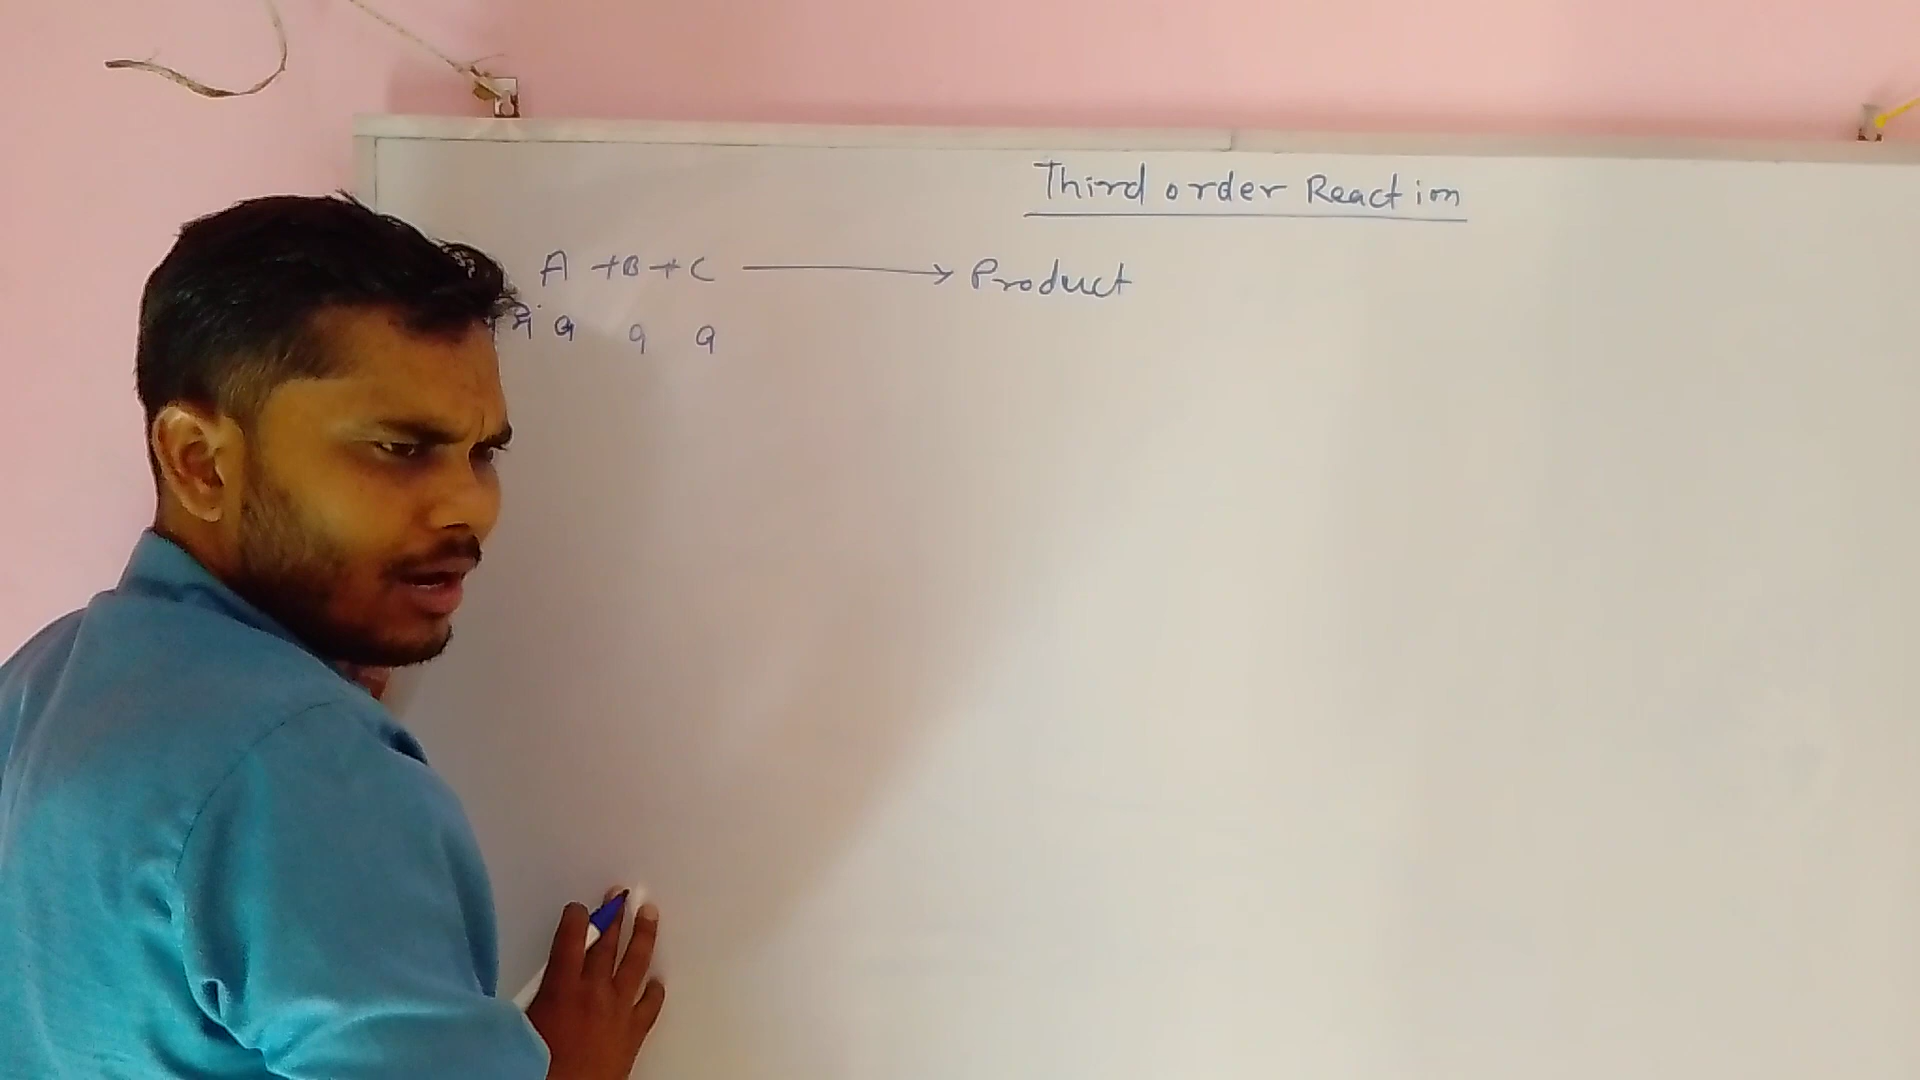 Third order Reaction
A + B + C ⟶ Product
में a a a